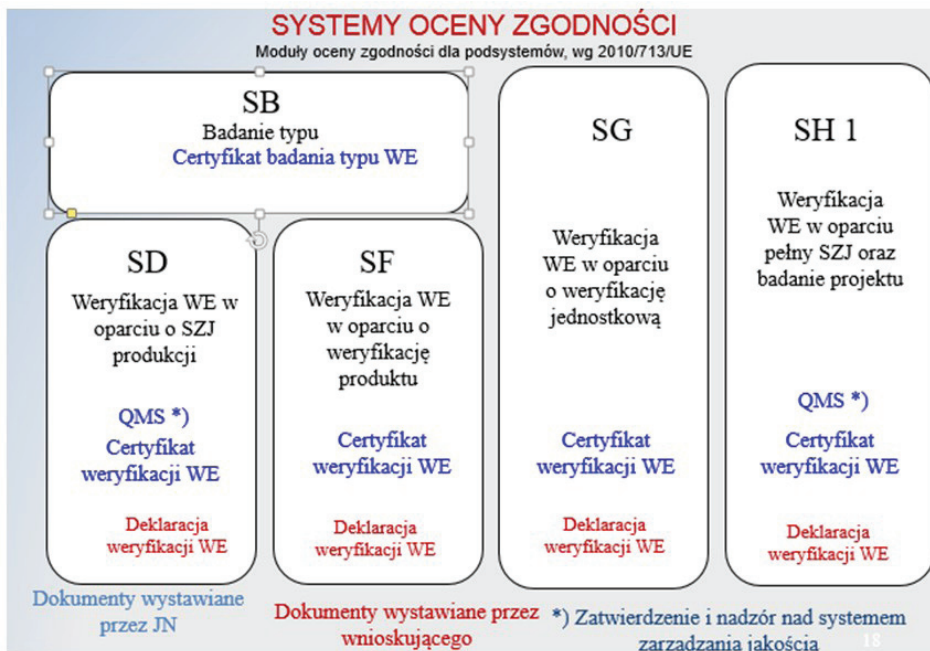 SYSTEMY OCENY ZGODNOŚCI
Moduły oceny zgodności dla podsystemów, wg 2010/713/UE
SB
Badanie typu
Certyfikat badania typu WE
SD
Weryfikacja WE w
oparciu o SZJ
produkcji
QMS *)
Certyfikat
weryfikacji WE
Deklaracja
weryfikacji WE
SF
Weryfikacja WE
w oparciu o
weryfikację
produktu
Certyfikat
weryfikacji WE
Deklaracja
weryfikacji WE
SG
Weryfikacja
WE w oparciu
o weryfikację
jednostkową
Certyfikat
weryfikacji WE
Deklaracja
weryfikacji WE
SH 1
Weryfikacja
WE w oparciu
pełny SZJ oraz
badanie projektu
QMS *)
Certyfikat
weryfikacji WE
Deklaracja
weryfikacji WE
Dokumenty wystawiane
przez JN
Dokumenty wystawiane przez
wnioskującego
*) Zatwierdzenie i nadzór nad systemem
zarządzania jakością
18